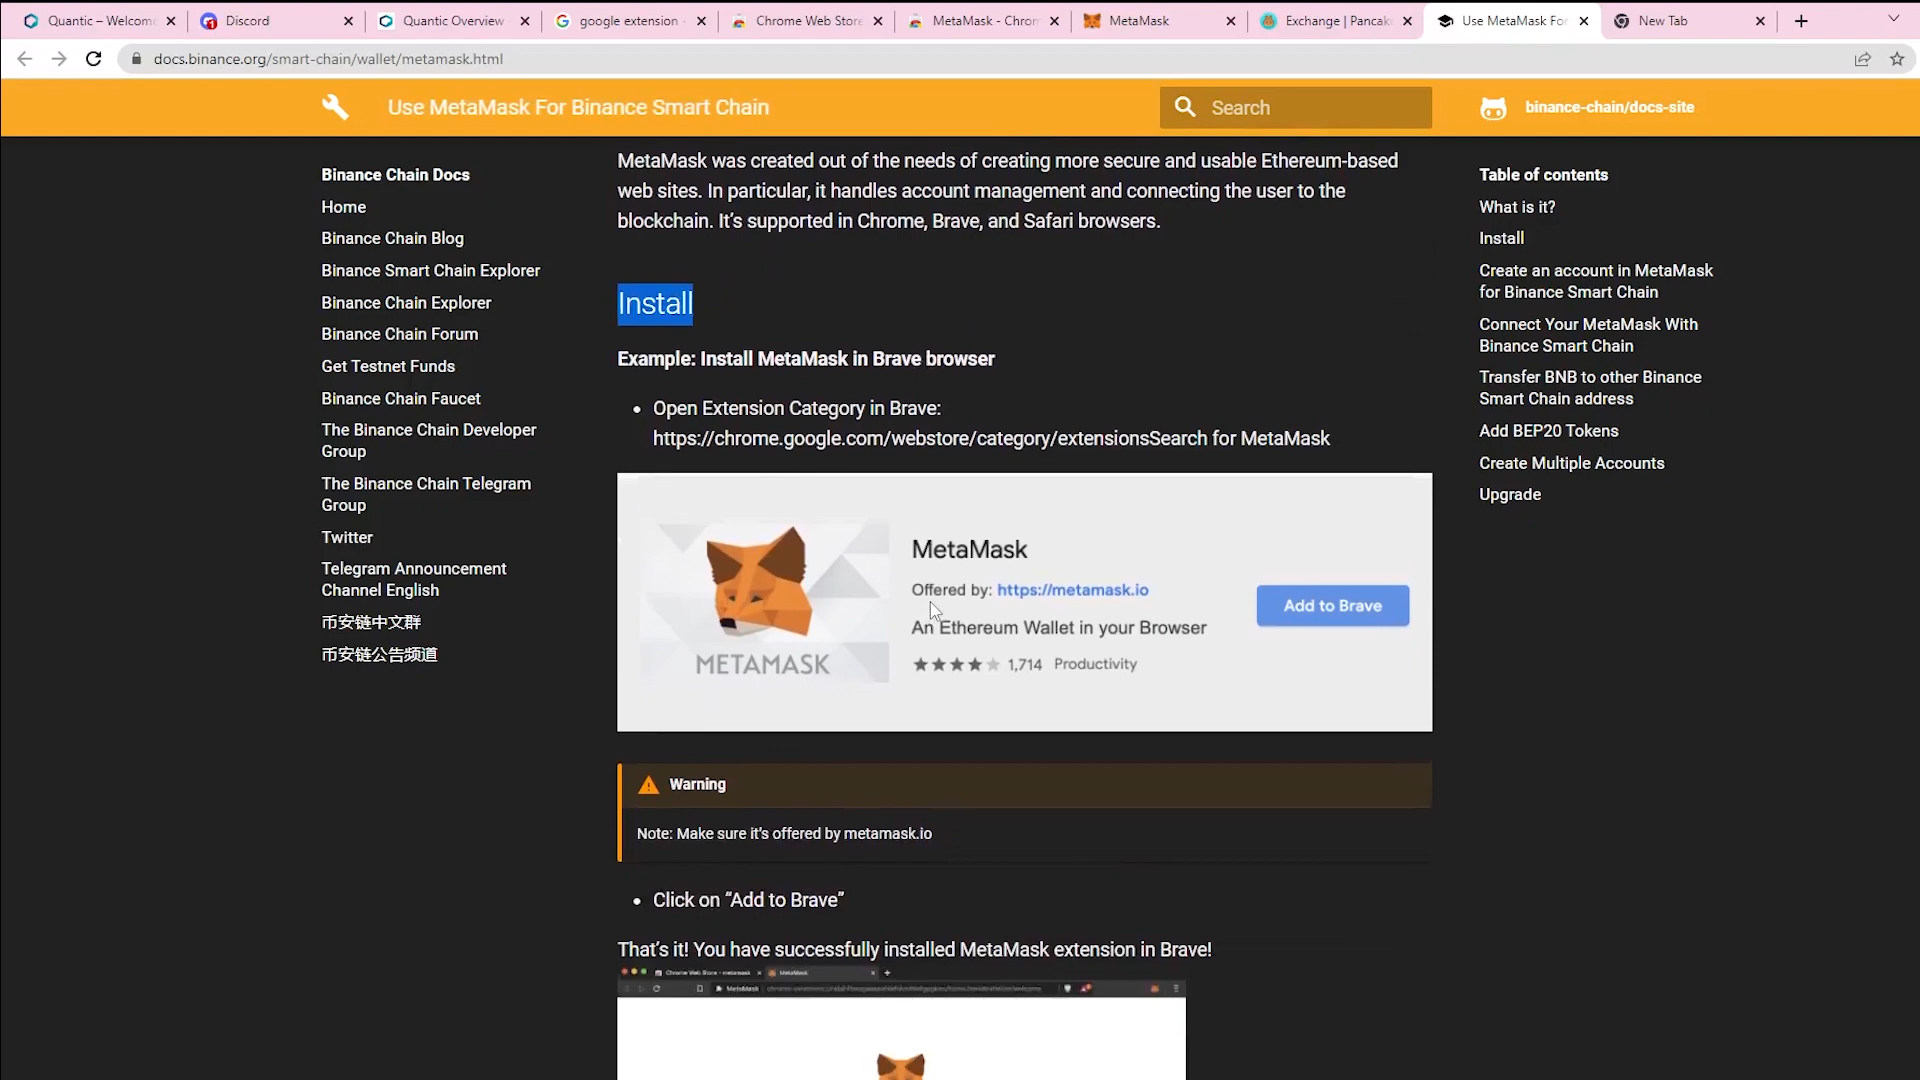 Quantic – Welcom
Discord
Quantic Overview
google extension -
Chrome Web Store
MetaMask - Chrom
MetaMask
Exchange | Pancak
Use MetaMask Fo
New Tab
docs.binance.org/smart-chain/wallet/metamask.html
Use MetaMask For Binance Smart Chain
Search
binance-chain/docs-site
Binance Chain Docs
Home
Binance Chain Blog
Binance Smart Chain Explorer
Binance Chain Explorer
Binance Chain Forum
Get Testnet Funds
Binance Chain Faucet
The Binance Chain Developer
Group
The Binance Chain Telegram
Group
Twitter
Telegram Announcement
Channel English
币安链中文群
币安链公告频道
MetaMask was created out of the needs of creating more secure and usable Ethereum-based
web sites. In particular, it handles account management and connecting the user to the
blockchain. It’s supported in Chrome, Brave, and Safari browsers.
Install
Example: Install MetaMask in Brave browser
Open Extension Category in Brave:
https://chrome.google.com/webstore/category/extensionsSearch for MetaMask
METAMASK
MetaMask
Offered by: https://metamask.io
An Ethereum Wallet in your Browser
1,714 Productivity
Add to Brave
Warning
Note: Make sure it’s offered by metamask.io
Click on “Add to Brave”
That’s it! You have successfully installed MetaMask extension in Brave!
Chrome Web Store - metamask
MetaMask
MetaMask
Table of contents
What is it?
Install
Create an account in MetaMask
for Binance Smart Chain
Connect Your MetaMask With
Binance Smart Chain
Transfer BNB to other Binance
Smart Chain address
Add BEP20 Tokens
Create Multiple Accounts
Upgrade